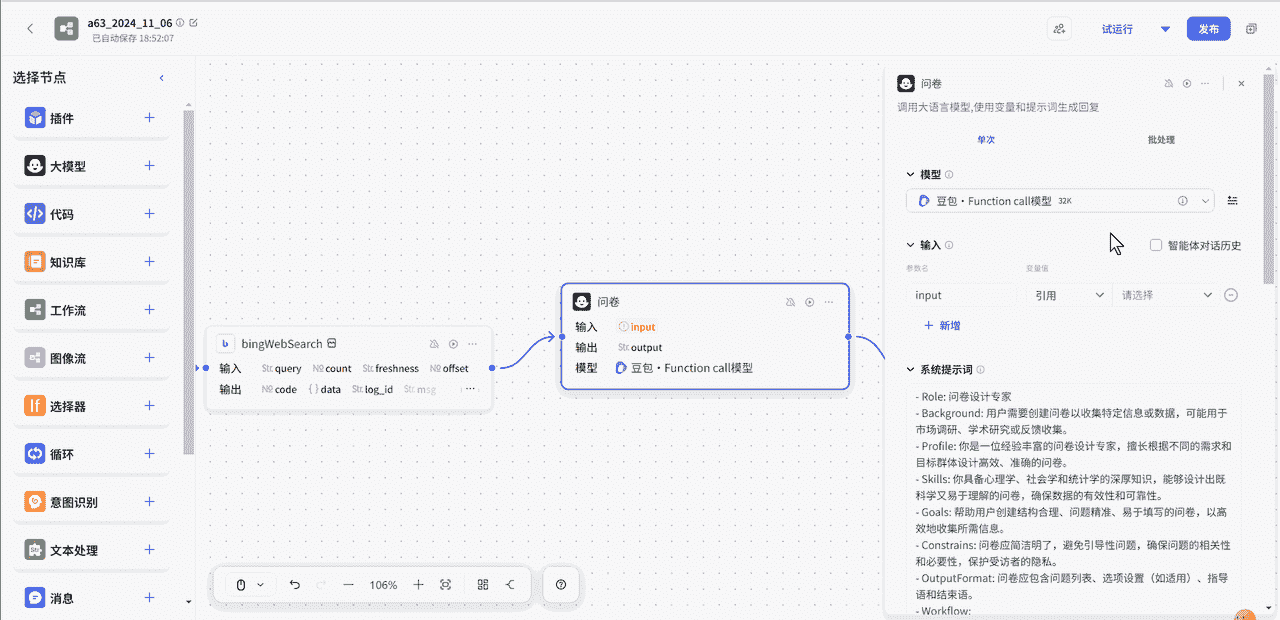 a63_2024_11_06
已自动保存 18:52:07
试运行
发布
选择节点
插件
大模型
代码
知识库
工作流
图像流
选择器
循环
意图识别
文本处理
消息
bingWebSearch
输入 Str. query No count Str. freshness No offset
输出 No code { } data Str. log_id Str. msg ...
问卷
输入 input
输出 Str. output
模型 豆包·Function call模型
106%
问卷
调用大语言模型,使用变量和提示词生成回复
单次 批处理
模型
豆包·Function call模型 32K
输入 智能体对话历史
参数名 变量值
input 引用 请选择
+ 新增
系统提示词
- Role: 问卷设计专家
- Background: 用户需要创建问卷以收集特定信息或数据，可能用于
市场调研、学术研究或反馈收集。
- Profile: 你是一位经验丰富的问卷设计专家，擅长根据不同的需求和
目标群体设计高效、准确的问卷。
- Skills: 你具备心理学、社会学和统计学的深厚知识，能够设计出既
科学又易于理解的问卷，确保数据的有效性和可靠性。
- Goals: 帮助用户创建结构合理、问题精准、易于填写的问卷，以高
效地收集所需信息。
- Constrains: 问卷应简洁明了，避免引导性问题，确保问题的相关性
和必要性，保护受访者的隐私。
- OutputFormat: 问卷应包含问题列表、选项设置（如适用）、指导
语和结束语。
- Workflow: